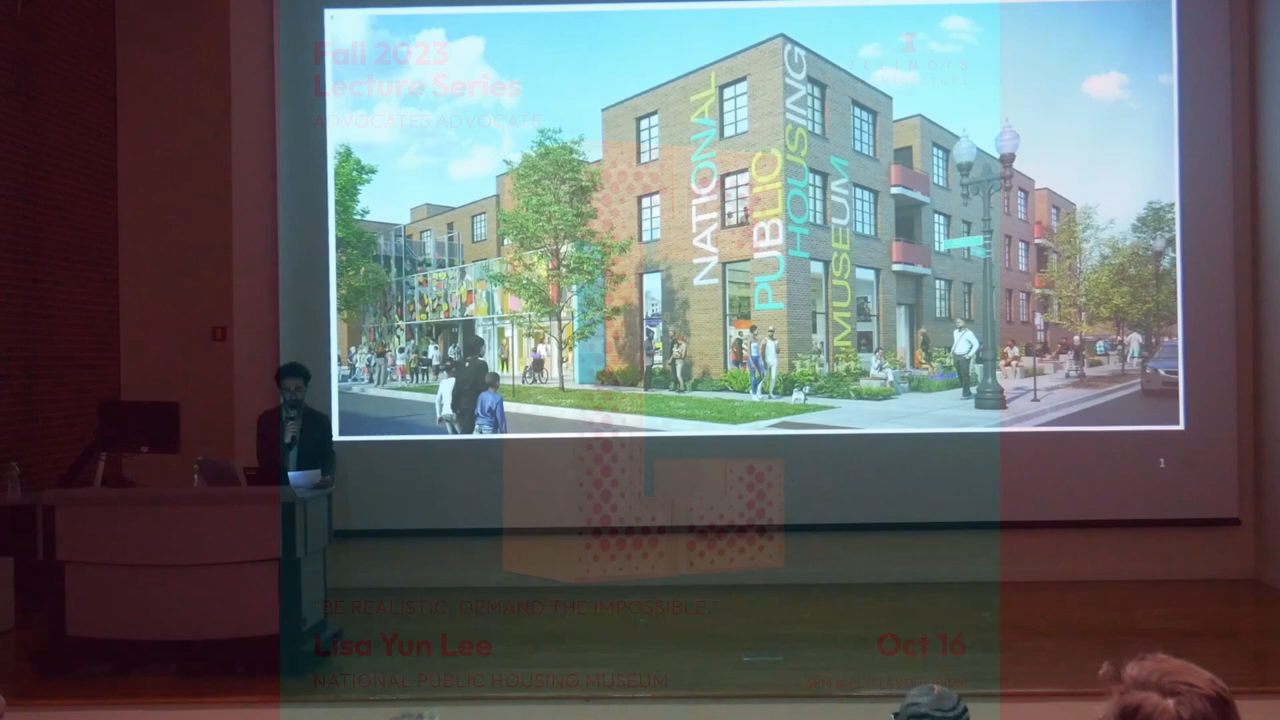 Fall 2023
Lecture Series
ADVOCATES ADVOCATE
ILLINOIS
NATIONAL
PUBLIC
HOUSING
MUSEUM
1
"BE REALISTIC, DEMAND THE IMPOSSIBLE."
Lisa Yun Lee
Oct 16
NATIONAL PUBLIC HOUSING MUSEUM